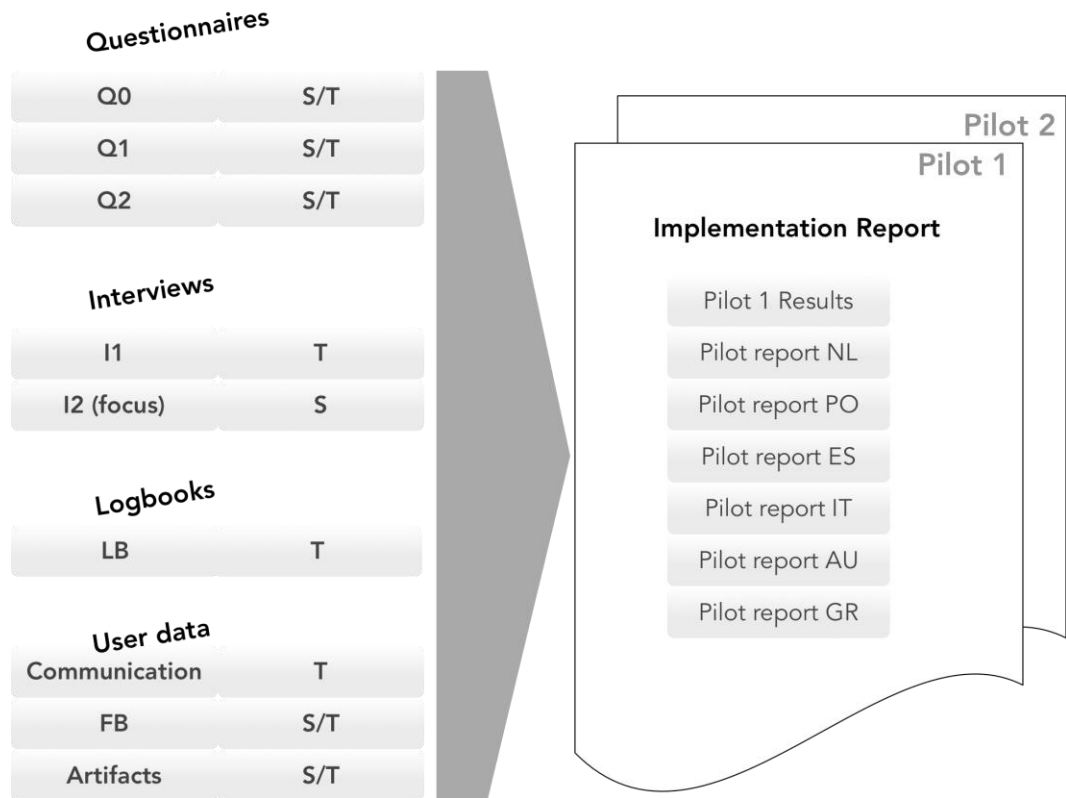 Questionnaires
Q0 S/T
Q1 S/T
Q2 S/T
Interviews
I1 T
I2 (focus) S
Logbooks
LB T
User data
Communication T
FB S/T
Artifacts S/T
Pilot 2
Pilot 1
Implementation Report
Pilot 1 Results
Pilot report NL
Pilot report PO
Pilot report ES
Pilot report IT
Pilot report AU
Pilot report GR